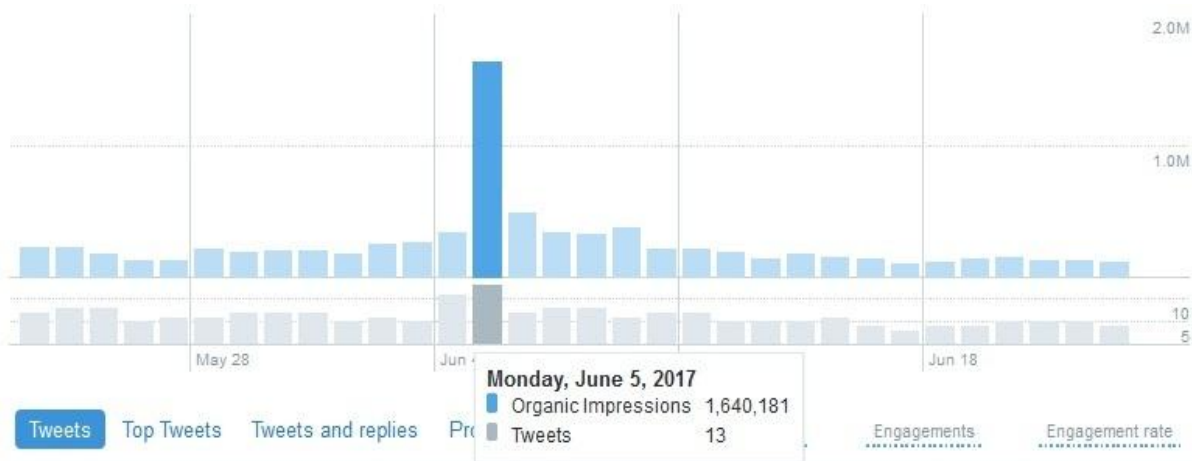 2.0M
1.0M
10
5
May 28
Jun
Jun 18
Monday, June 5, 2017
Organic Impressions 1,640,181
Tweets 13
Tweets Top Tweets Tweets and replies Engagements Engagement rate